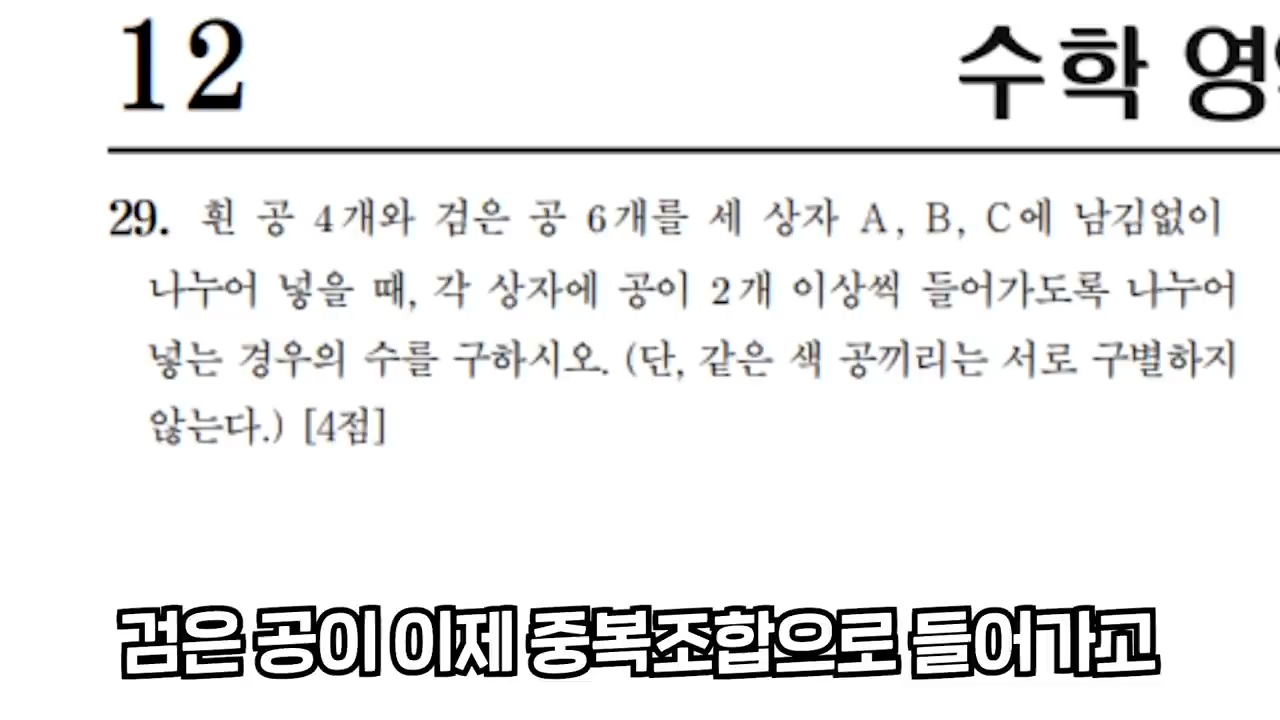 12
수학 영
29. 흰 공 4개와 검은 공 6개를 세 상자 A, B, C에 남김없이
나누어 넣을 때, 각 상자에 공이 2개 이상씩 들어가도록 나누어
넣는 경우의 수를 구하시오. (단, 같은 색 공끼리는 서로 구별하지
않는다.) [4점]
검은 공이 이제 중복조합으로 들어가고